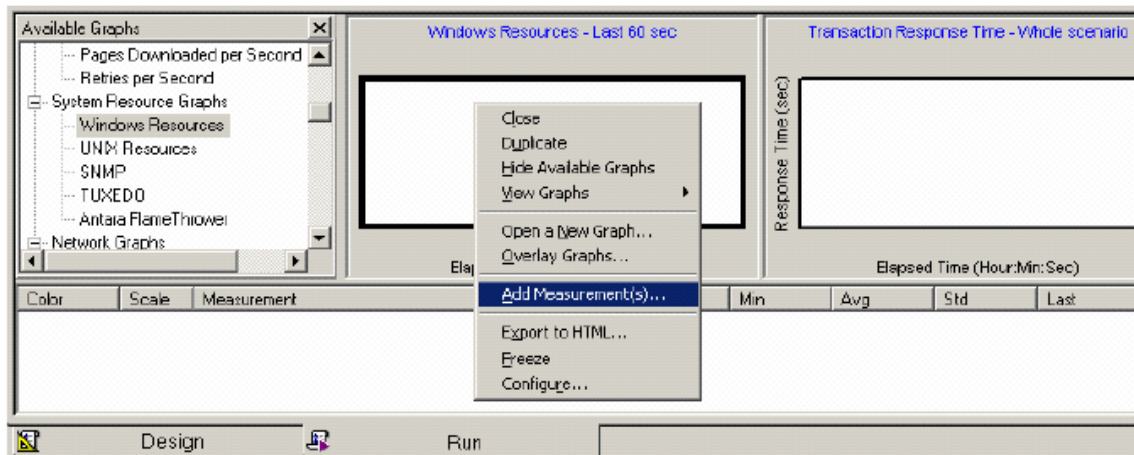 Available Graphs
Pages Downloaded per Second
Retries per Second
System Resource Graphs
Windows Resources
UNIX Resources
SNMP
TUXEDO
Antara FlameThrower
Network Graphs
Windows Resources - Last 60 sec
Transaction Response Time - Whole scenario
Response Time (sec)
Elapsed Time (Hour:Min:Sec)
Close
Duplicate
Hide Available Graphs
View Graphs
Open a New Graph...
Overlay Graphs...
Add Measurement(s)...
Export to HTML...
Freeze
Configure...
Color Scale Measurement Min Avg Std Last
Design Run